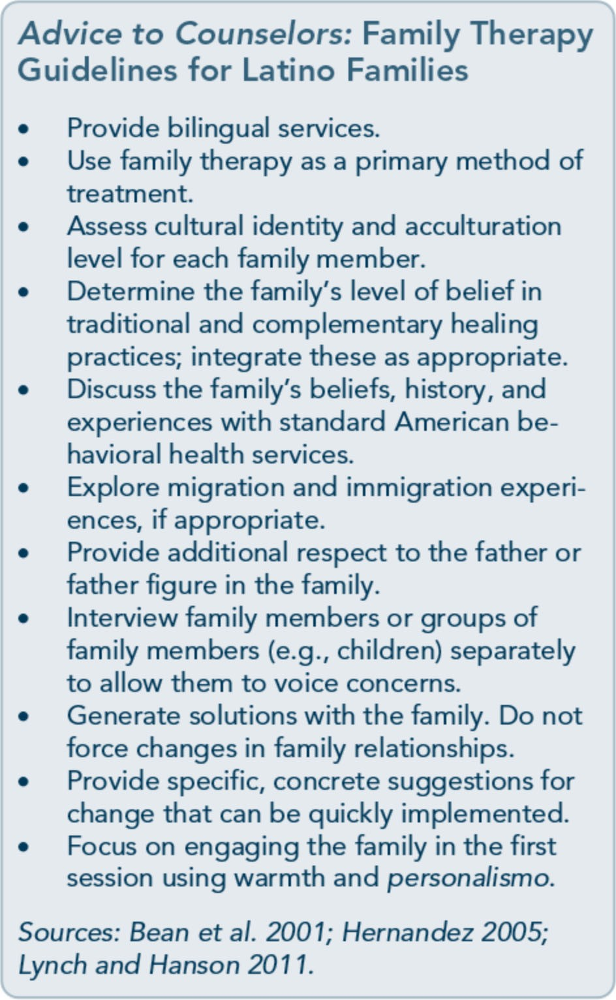 Advice to Counselors: Family Therapy
Guidelines for Latino Families
• Provide bilingual services.
• Use family therapy as a primary method of
treatment.
• Assess cultural identity and acculturation
level for each family member.
• Determine the family’s level of belief in
traditional and complementary healing
practices; integrate these as appropriate.
• Discuss the family’s beliefs, history, and
experiences with standard American be-
havioral health services.
• Explore migration and immigration experi-
ences, if appropriate.
• Provide additional respect to the father or
father figure in the family.
• Interview family members or groups of
family members (e.g., children) separately
to allow them to voice concerns.
• Generate solutions with the family. Do not
force changes in family relationships.
• Provide specific, concrete suggestions for
change that can be quickly implemented.
• Focus on engaging the family in the first
session using warmth and personalismo.
Sources: Bean et al. 2001; Hernandez 2005;
Lynch and Hanson 2011.